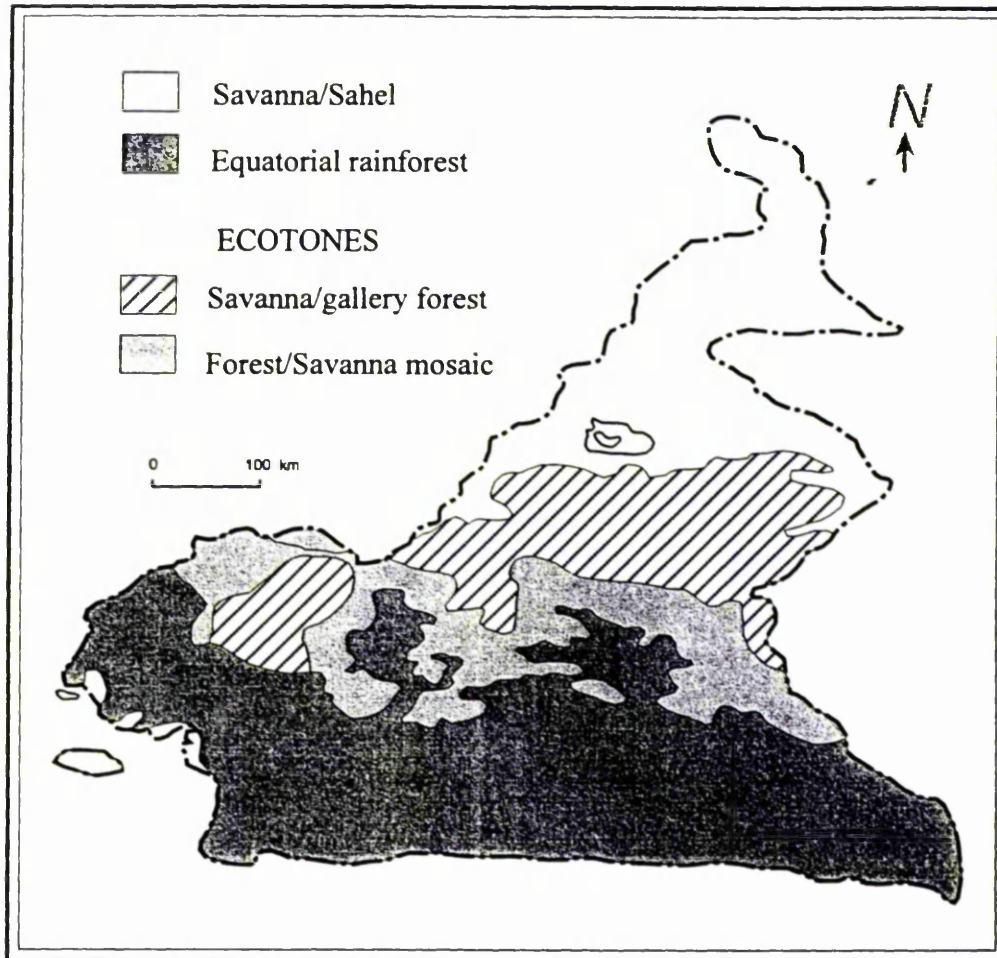 Savanna/Sahel
N
Equatorial rainforest
ECOTONES
Savanna/gallery forest
Forest/Savanna mosaic
0 100 km